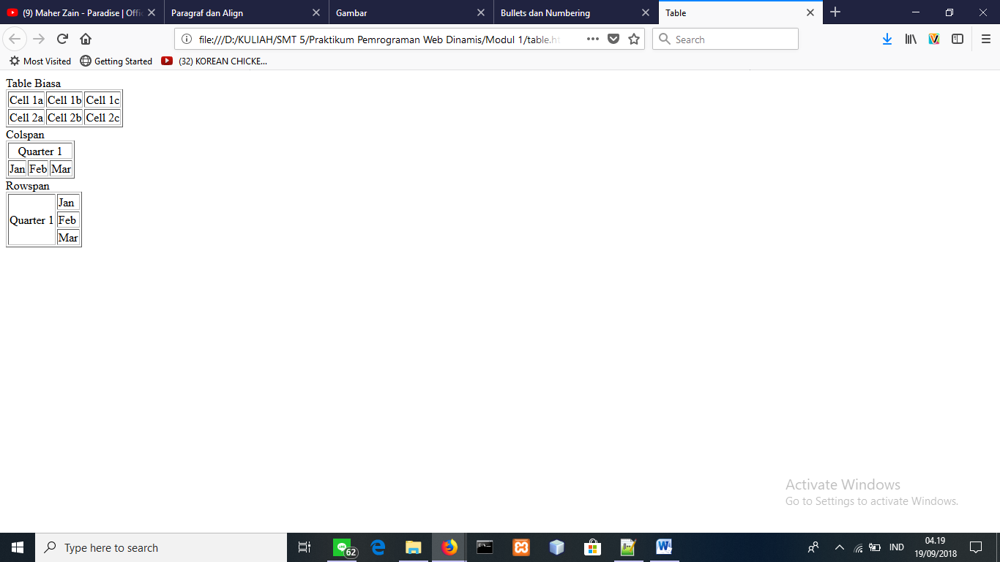 (9) Maher Zain - Paradise | Offi
Paragraf dan Align
Gambar
Bullets dan Numbering
Table
file:///D:/KULIAH/SMT 5/Praktikum Pemrograman Web Dinamis/Modul 1/table.ht
Search
Most Visited
Getting Started
(32) KOREAN CHICKE...
Table Biasa
Cell 1a Cell 1b Cell 1c
Cell 2a Cell 2b Cell 2c
Colspan
Quarter 1
Jan Feb Mar
Rowspan
Quarter 1
Jan
Feb
Mar
Activate Windows
Go to Settings to activate Windows.
Type here to search
62
IND
04.19
19/09/2018